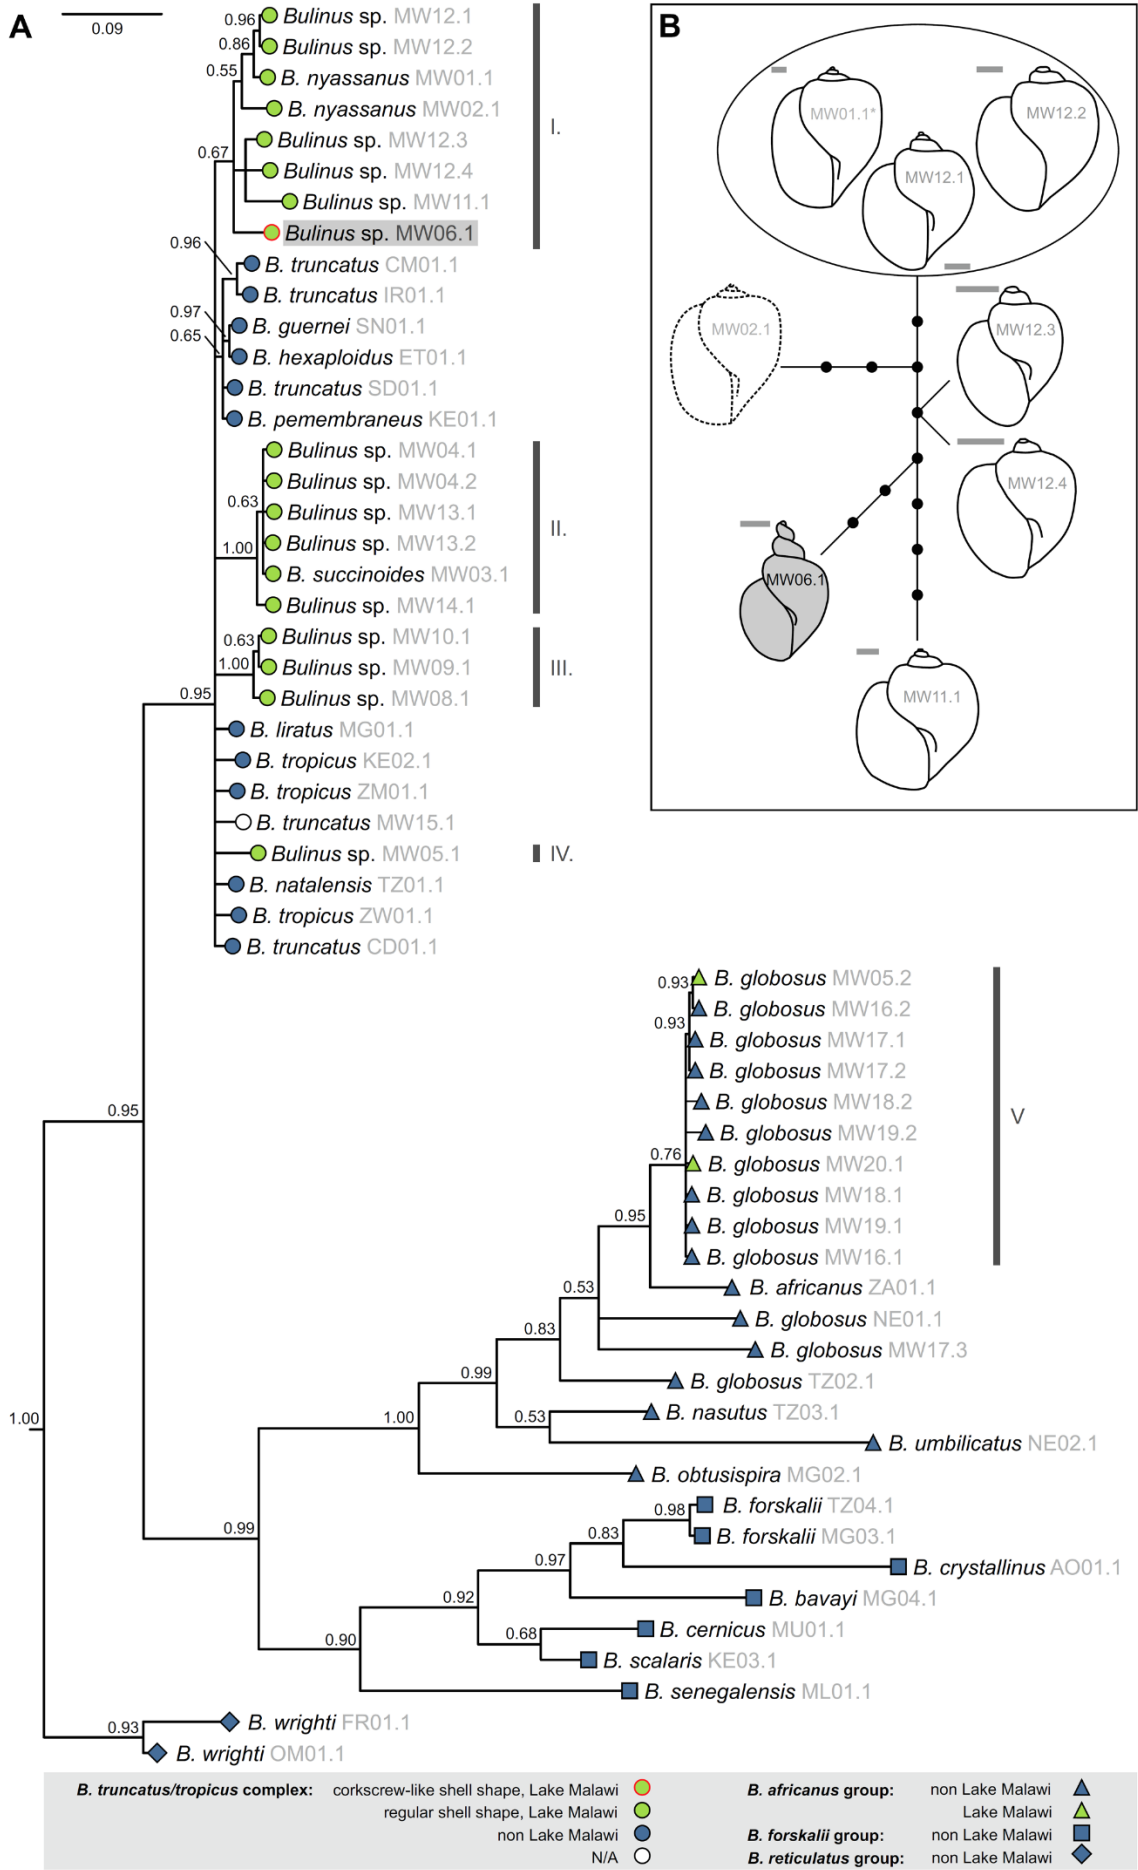 A
0.09
0.96
Bulinus sp. MW12.1
0.86
Bulinus sp. MW12.2
0.55
B. nyassanus MW01.1
B. nyassanus MW02.1
I.
Bulinus sp. MW12.3
0.67
Bulinus sp. MW12.4
Bulinus sp. MW11.1
Bulinus sp. MW06.1
0.96
B. truncatus CM01.1
B. truncatus IR01.1
0.97
B. guernei SN01.1
0.65
B. hexaploidus ET01.1
B. truncatus SD01.1
B. pemembraneus KE01.1
Bulinus sp. MW04.1
Bulinus sp. MW04.2
0.63
Bulinus sp. MW13.1
II.
1.00
Bulinus sp. MW13.2
B. succinoides MW03.1
Bulinus sp. MW14.1
0.63
Bulinus sp. MW10.1
1.00
Bulinus sp. MW09.1
III.
0.95
Bulinus sp. MW08.1
B. liratus MG01.1
B. tropicus KE02.1
B. tropicus ZM01.1
B. truncatus MW15.1
Bulinus sp. MW05.1
IV.
B. natalensis TZ01.1
B. tropicus ZW01.1
B. truncatus CD01.1
0.93
B. globosus MW05.2
B. globosus MW16.2
0.93
B. globosus MW17.1
B. globosus MW17.2
B. globosus MW18.2
V
0.95
B. globosus MW19.2
0.76
B. globosus MW20.1
B. globosus MW18.1
0.95
B. globosus MW19.1
B. globosus MW16.1
0.53
B. africanus ZA01.1
B. globosus NE01.1
0.83
B. globosus MW17.3
0.99
B. globosus TZ02.1
1.00
1.00
0.53
B. nasutus TZ03.1
B. umbilicatus NE02.1
B. obtusispira MG02.1
0.98
B. forskalii TZ04.1
0.99
0.83
B. forskalii MG03.1
0.97
B. crystallinus AO01.1
0.92
B. bavayi MG04.1
0.90
0.68
B. cernicus MU01.1
B. scalaris KE03.1
B. senegalensis ML01.1
0.93
B. wrighti FR01.1
B. wrighti OM01.1
B
MW01.1*
MW12.2
MW12.1
MW02.1
MW12.3
MW12.4
MW06.1
MW11.1
B. truncatus/tropicus complex: corkscrew-like shell shape, Lake Malawi
regular shell shape, Lake Malawi
non Lake Malawi
N/A
B. africanus group: non Lake Malawi
Lake Malawi
B. forskalii group: non Lake Malawi
B. reticulatus group: non Lake Malawi